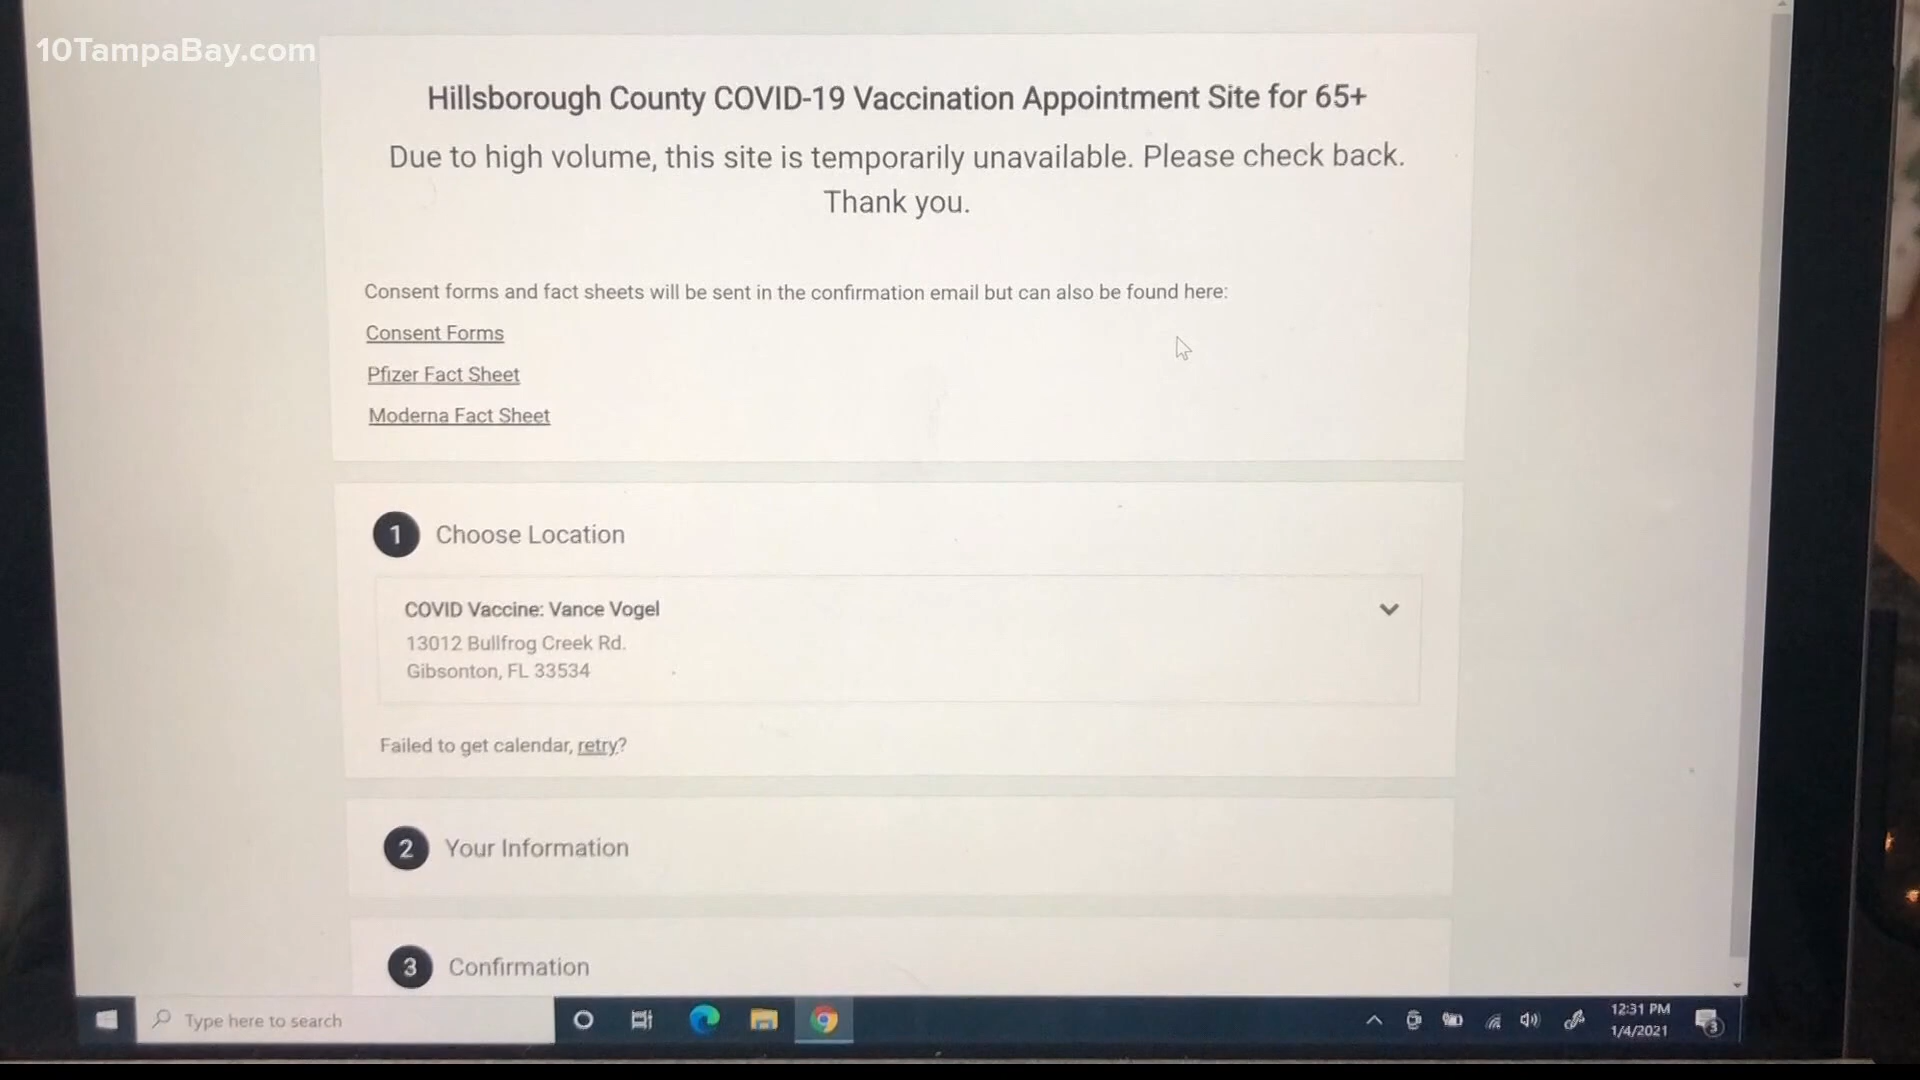 10TampaBay.com
Hillsborough County COVID-19 Vaccination Appointment Site for 65+
Due to high volume, this site is temporarily unavailable. Please check back.
Thank you.
Consent forms and fact sheets will be sent in the confirmation email but can also be found here:
Consent Forms
Pfizer Fact Sheet
Moderna Fact Sheet
1 Choose Location
COVID Vaccine: Vance Vogel
13012 Bullfrog Creek Rd.
Gibsonton, FL 33534
Failed to get calendar, retry?
2 Your Information
3 Confirmation
Type here to search
12:31 PM
1/4/2021
3